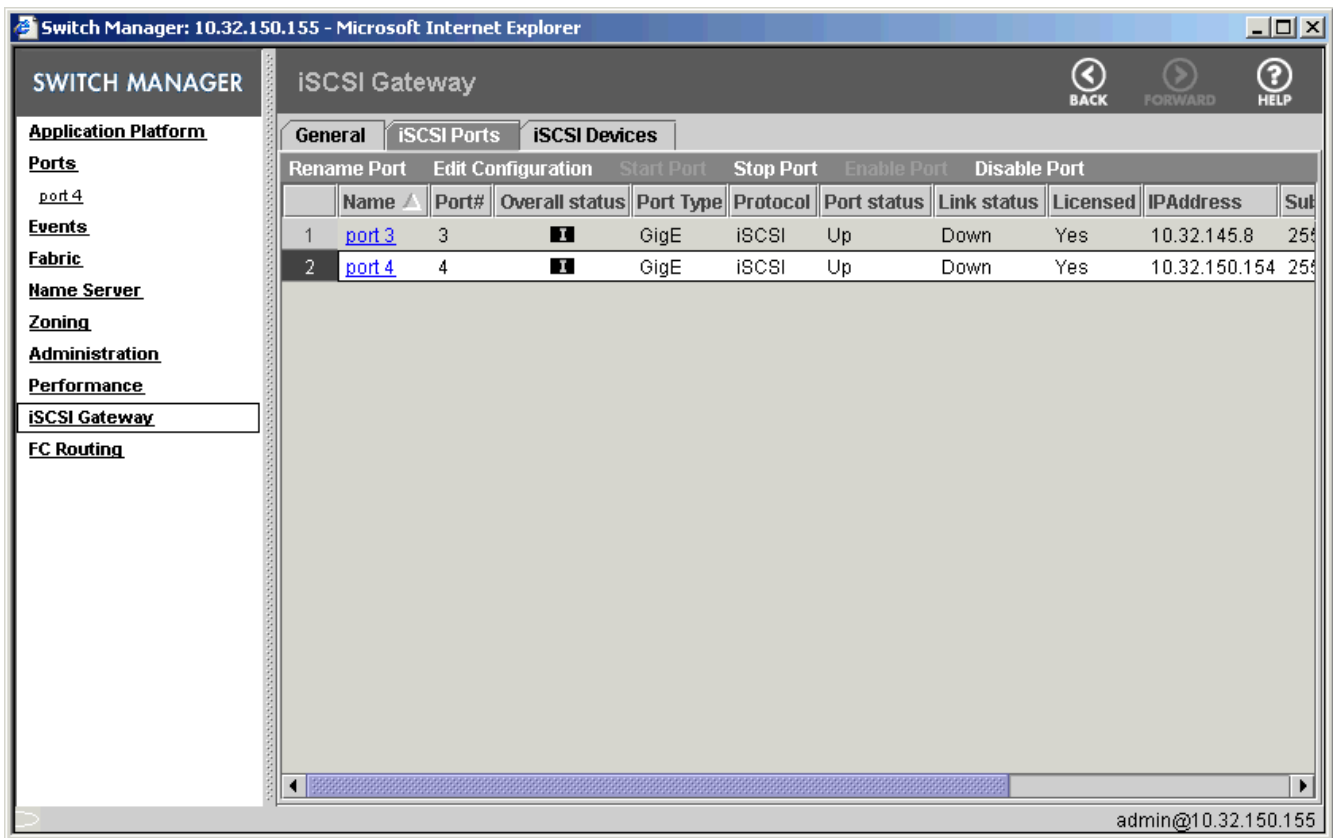 Switch Manager: 10.32.150.155 - Microsoft Internet Explorer
SWITCH MANAGER
iSCSI Gateway
BACK FORWARD HELP
Application Platform
Ports
port 4
Events
Fabric
Name Server
Zoning
Administration
Performance
iSCSI Gateway
FC Routing
General iSCSI Ports iSCSI Devices
Rename Port Edit Configuration Start Port Stop Port Enable Port Disable Port
Name Port# Overall status Port Type Protocol Port status Link status Licensed IPAddress Sub
1 port 3 3 I GigE iSCSI Up Down Yes 10.32.145.8 255
2 port 4 4 I GigE iSCSI Up Down Yes 10.32.150.154 255
admin@10.32.150.155